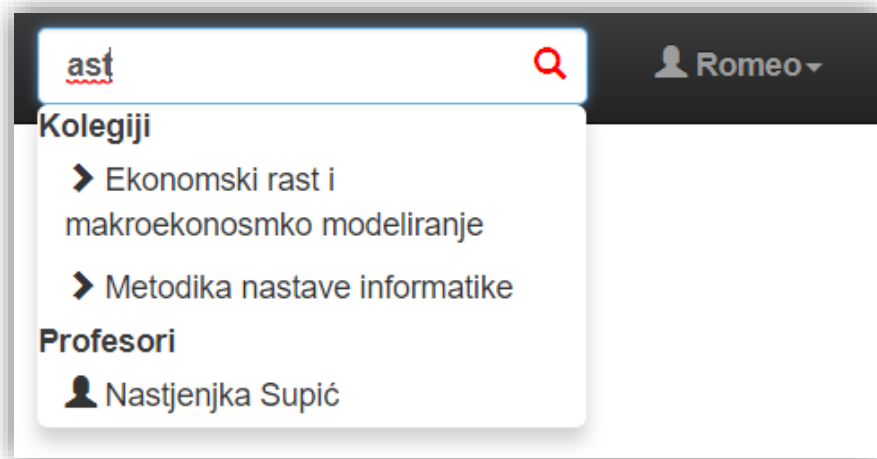 ast
Romeo
Kolegiji
Ekonomski rast i
makroekonosmko modeliranje
Metodika nastave informatike
Profesori
Nastjenjka Supić